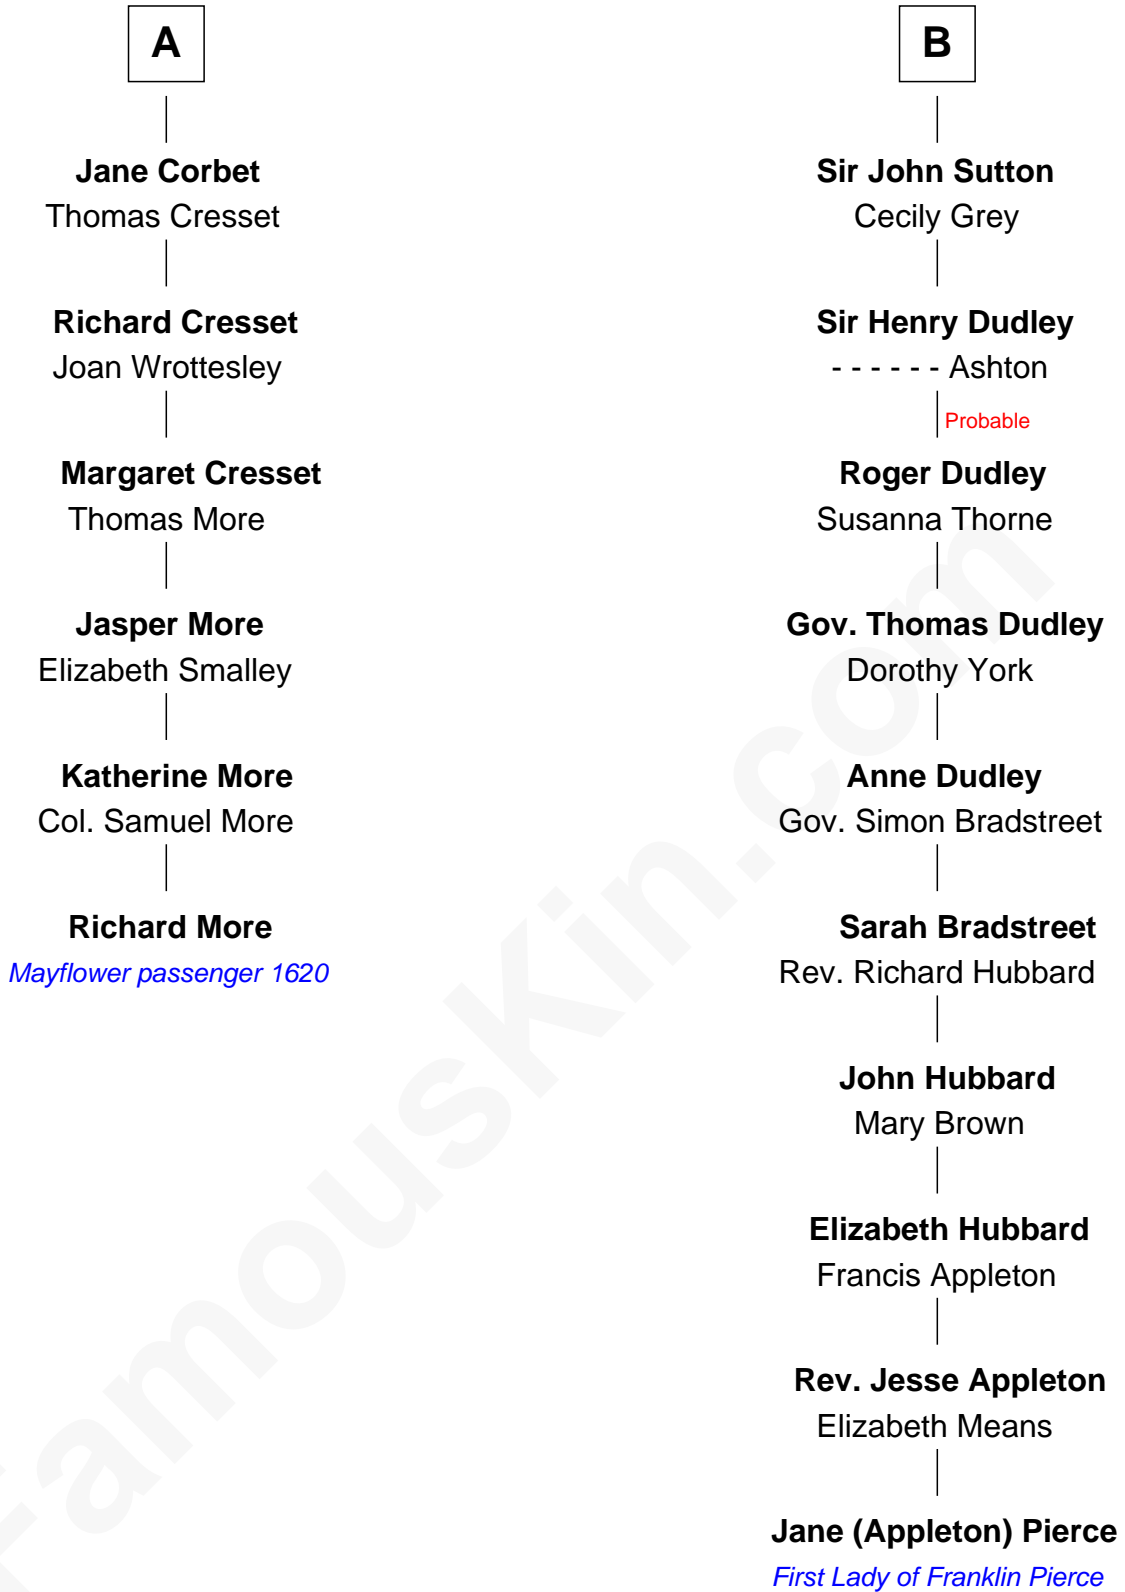 A
Jane Corbet
Thomas Cresset
Richard Cresset
Joan Wrottesley
Margaret Cresset
Thomas More
Jasper More
Elizabeth Smalley
Katherine More
Col. Samuel More
Richard More
Mayflower passenger 1620
B
Sir John Sutton
Cecily Grey
Sir Henry Dudley
- - - - - - Ashton
Probable
Roger Dudley
Susanna Thorne
Gov. Thomas Dudley
Dorothy York
Anne Dudley
Gov. Simon Bradstreet
Sarah Bradstreet
Rev. Richard Hubbard
John Hubbard
Mary Brown
Elizabeth Hubbard
Francis Appleton
Rev. Jesse Appleton
Elizabeth Means
Jane (Appleton) Pierce
First Lady of Franklin Pierce
FamousKin.com